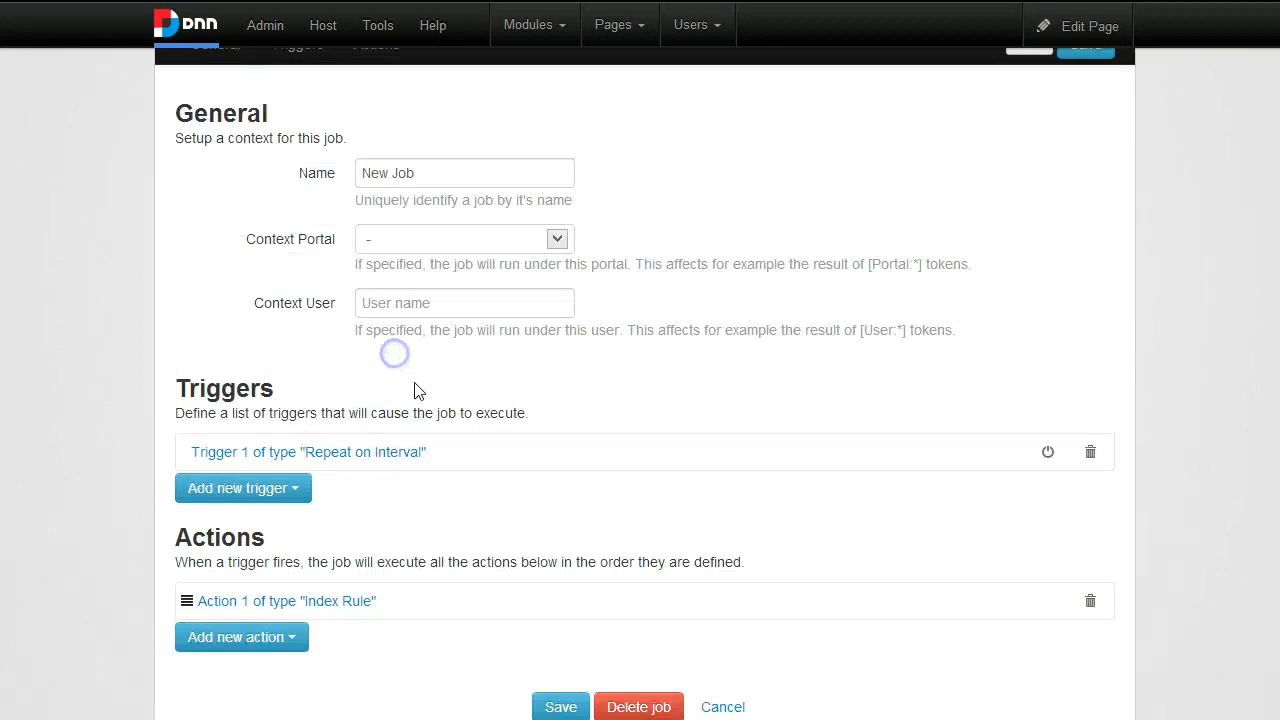 DNN Admin Host Tools Help Modules Pages Users Edit Page
General Triggers Actions
General
Setup a context for this job.
Name New Job
Uniquely identify a job by it's name
Context Portal -
If specified, the job will run under this portal. This affects for example the result of [Portal:*] tokens.
Context User User name
If specified, the job will run under this user. This affects for example the result of [User:*] tokens.
Triggers
Define a list of triggers that will cause the job to execute.
Trigger 1 of type "Repeat on Interval"
Add new trigger
Actions
When a trigger fires, the job will execute all the actions below in the order they are defined.
Action 1 of type "Index Rule"
Add new action
Save Delete job Cancel